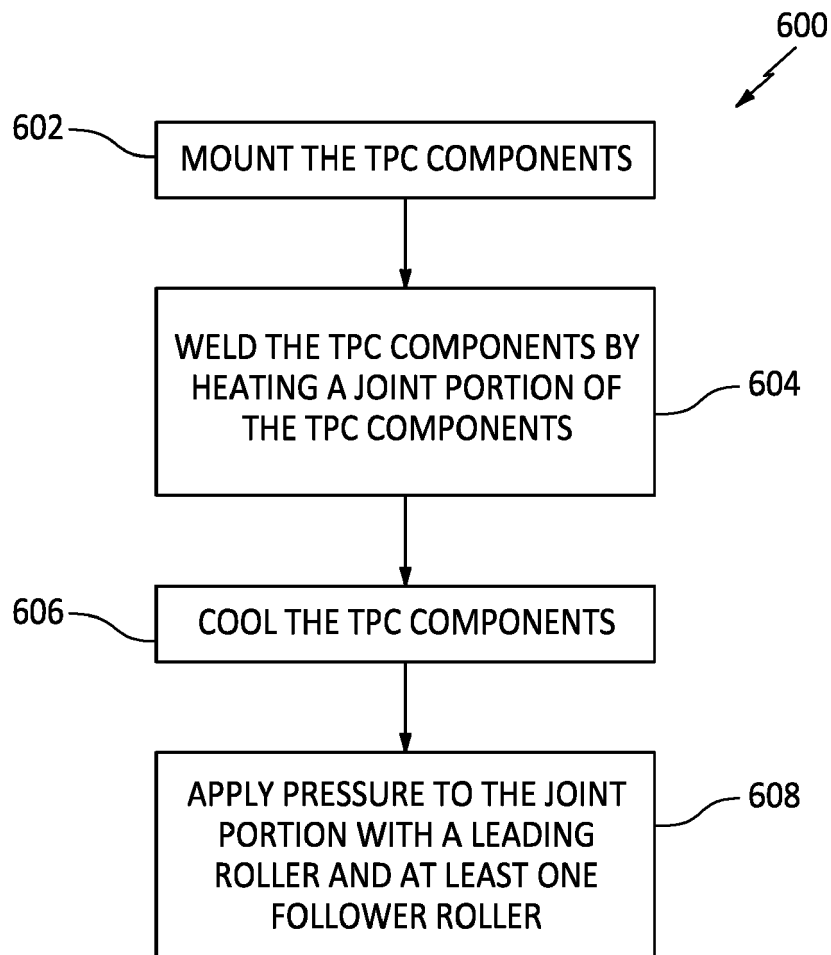 600
602
MOUNT THE TPC COMPONENTS
WELD THE TPC COMPONENTS BY
HEATING A JOINT PORTION OF
THE TPC COMPONENTS
604
606
COOL THE TPC COMPONENTS
APPLY PRESSURE TO THE JOINT
PORTION WITH A LEADING
ROLLER AND AT LEAST ONE
FOLLOWER ROLLER
608